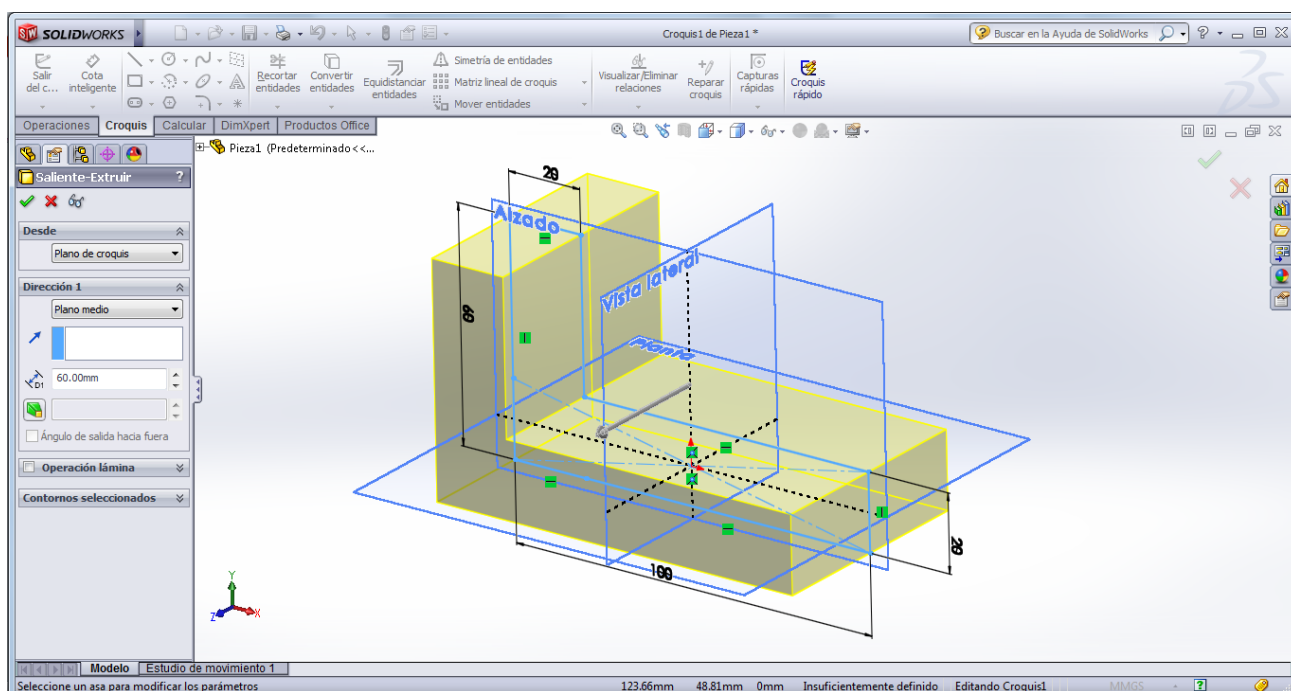 SOLIDWORKS
Croquis1 de Pieza1 *
Buscar en la Ayuda de SolidWorks
Salir del c...
Cota inteligente
Recortar entidades
Convertir entidades
Equidistanciar entidades
Simetría de entidades
Matriz lineal de croquis
Mover entidades
Visualizar/Eliminar relaciones
Reparar croquis
Capturas rápidas
Croquis rápido
Operaciones
Croquis
Calcular
DimXpert
Productos Office
Pieza1 (Predeterminado<<...
Saliente-Extruir
?
Desde
Plano de croquis
Dirección 1
Plano medio
D1
60.00mm
Ángulo de salida hacia fuera
Operación lámina
Contornos seleccionados
20
Alzado
Vista lateral
Planta
20
100
Y
Z
X
Modelo
Estudio de movimiento 1
Seleccione un asa para modificar los parámetros
123.66mm
48.81mm
0mm
Insuficientemente definido
Editando Croquis1
MMGS
?